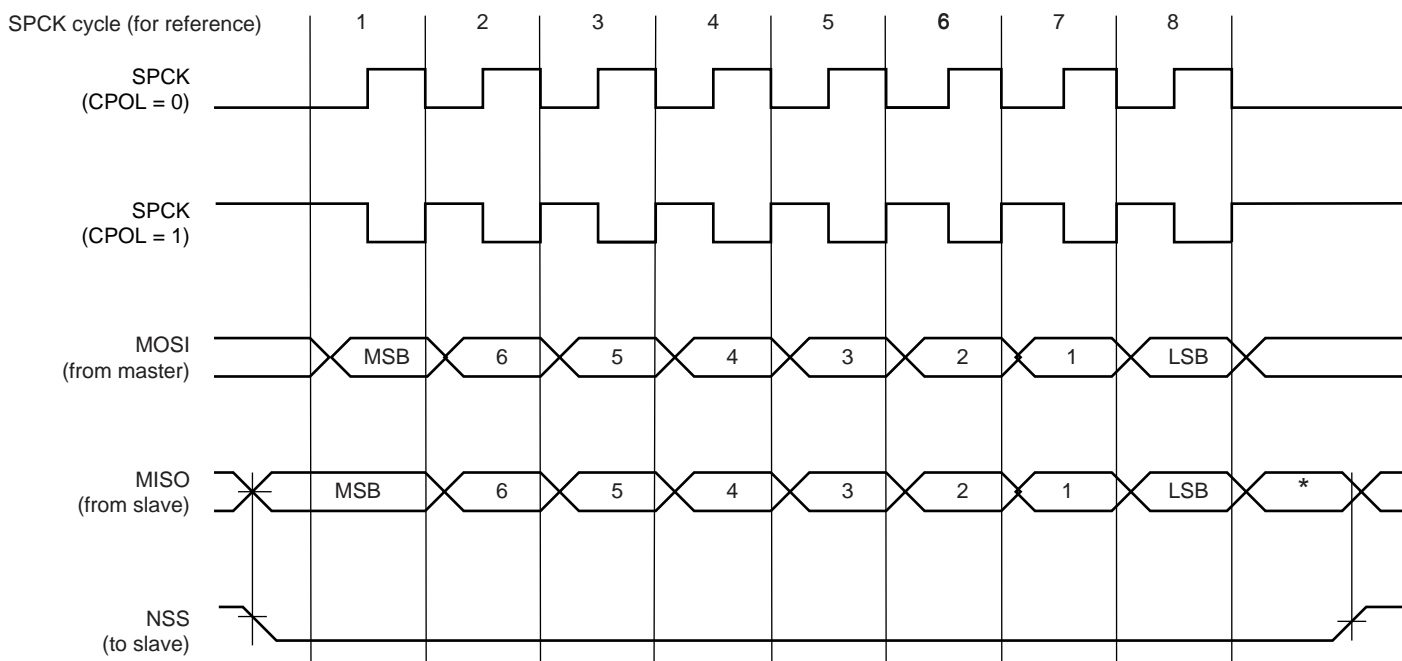 SPCK cycle (for reference) 1 2 3 4 5 6 7 8
SPCK
(CPOL = 0)
SPCK
(CPOL = 1)
MOSI
(from master)
MSB 6 5 4 3 2 1 LSB
MISO
(from slave)
MSB 6 5 4 3 2 1 LSB *
NSS
(to slave)